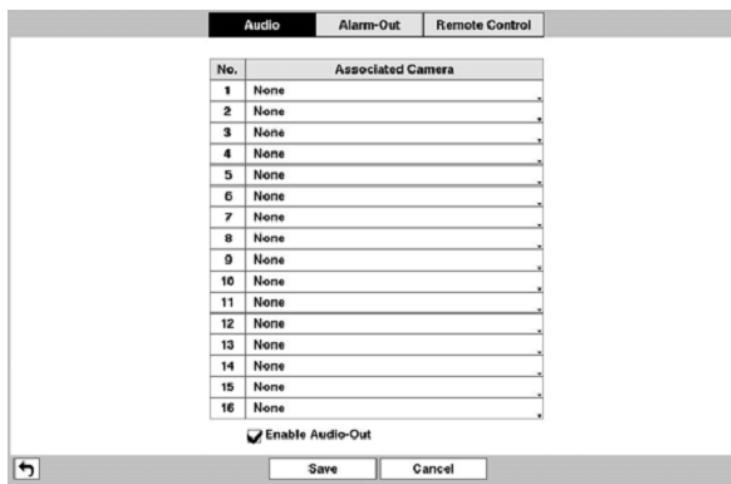 Audio Alarm-Out Remote Control
No. Associated Camera
1 None
2 None
3 None
4 None
5 None
6 None
7 None
8 None
9 None
10 None
11 None
12 None
13 None
14 None
15 None
16 None
Enable Audio-Out
Save Cancel